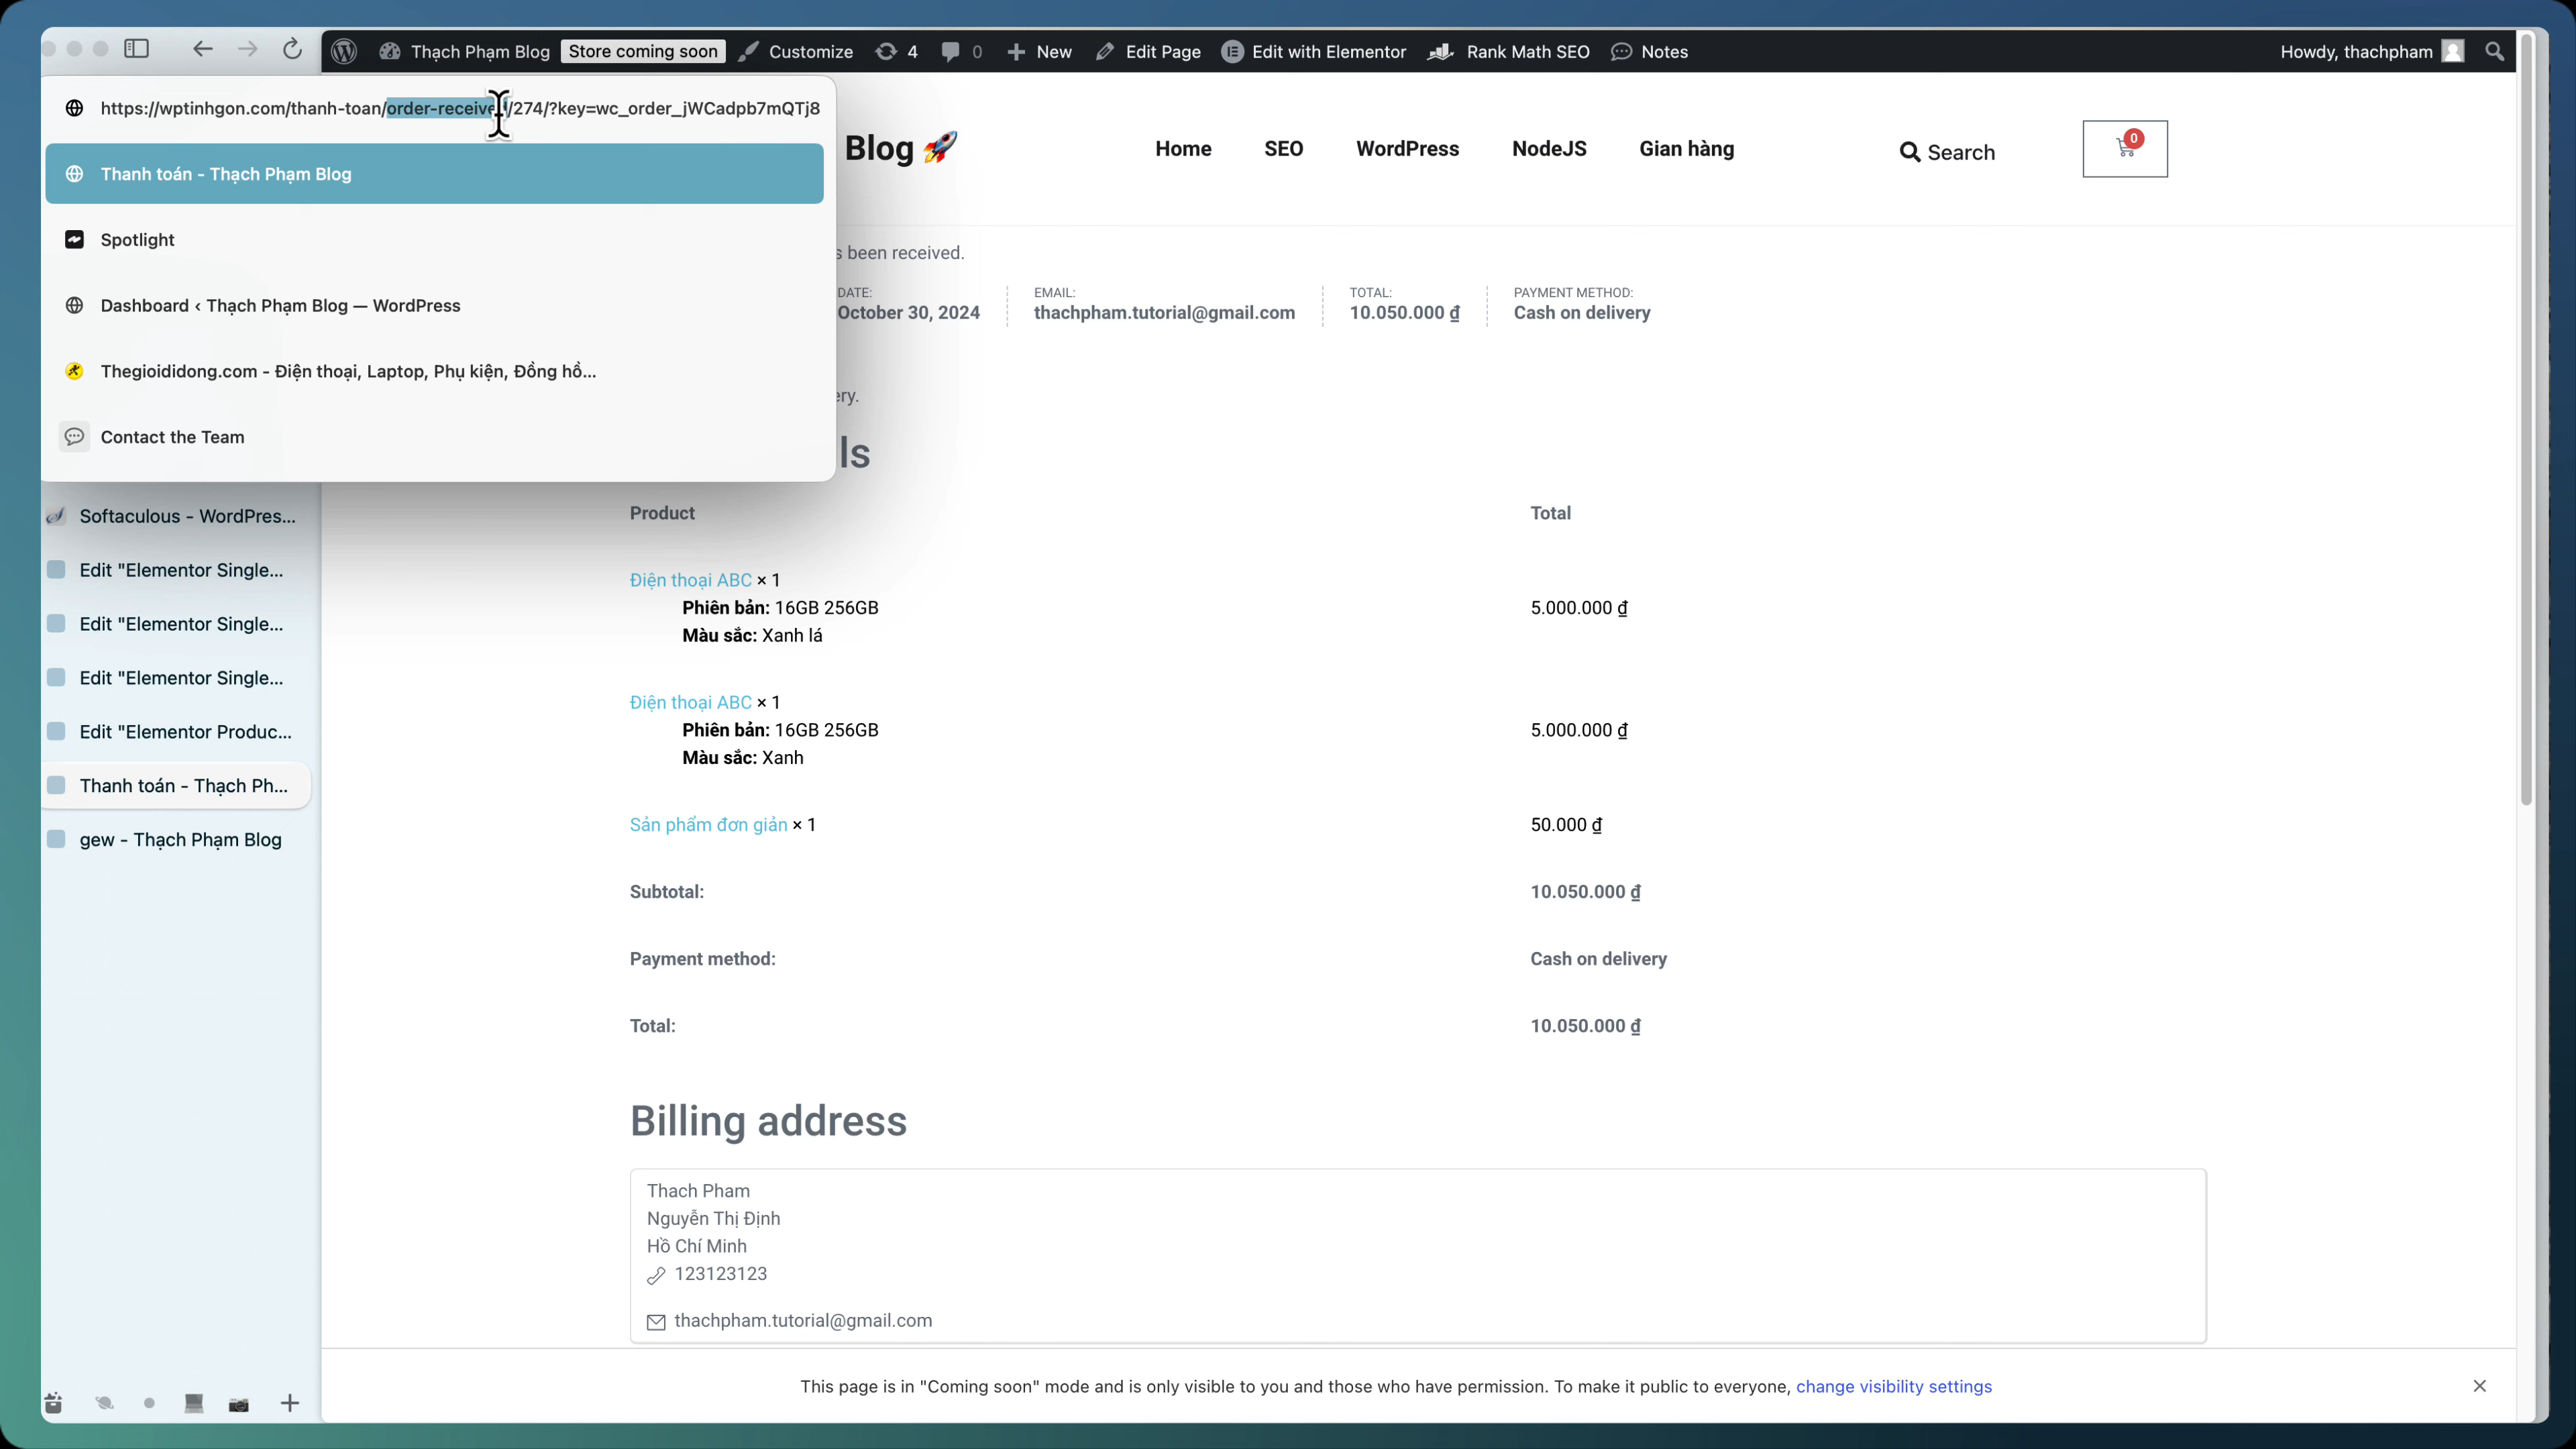 Thạch Phạm Blog Store coming soon Customize 4 0 New Edit Page Edit with Elementor Rank Math SEO Notes Howdy, thachpham
https://wptinhgon.com/thanh-toan/order-received/274/?key=wc_order_jWCadpb7mQTj8
Thanh toán - Thạch Phạm Blog
Spotlight
Dashboard ‹ Thạch Phạm Blog — WordPress
Thegioididong.com - Điện thoại, Laptop, Phụ kiện, Đồng hồ...
Contact the Team
Softaculous - WordPres...
Edit "Elementor Single...
Edit "Elementor Single...
Edit "Elementor Single...
Edit "Elementor Produc...
Thanh toán - Thạch Ph...
gew - Thạch Phạm Blog
Blog 🚀 Home SEO WordPress NodeJS Gian hàng Search 0
been received.
DATE: EMAIL: TOTAL: PAYMENT METHOD:
October 30, 2024 thachpham.tutorial@gmail.com 10.050.000 ₫ Cash on delivery
ery.
ls
Product Total
Điện thoại ABC × 1
Phiên bản: 16GB 256GB 5.000.000 ₫
Màu sắc: Xanh lá
Điện thoại ABC × 1
Phiên bản: 16GB 256GB 5.000.000 ₫
Màu sắc: Xanh
Sản phẩm đơn giản × 1 50.000 ₫
Subtotal: 10.050.000 ₫
Payment method: Cash on delivery
Total: 10.050.000 ₫
Billing address
Thach Pham
Nguyễn Thị Định
Hồ Chí Minh
123123123
thachpham.tutorial@gmail.com
This page is in "Coming soon" mode and is only visible to you and those who have permission. To make it public to everyone, change visibility settings